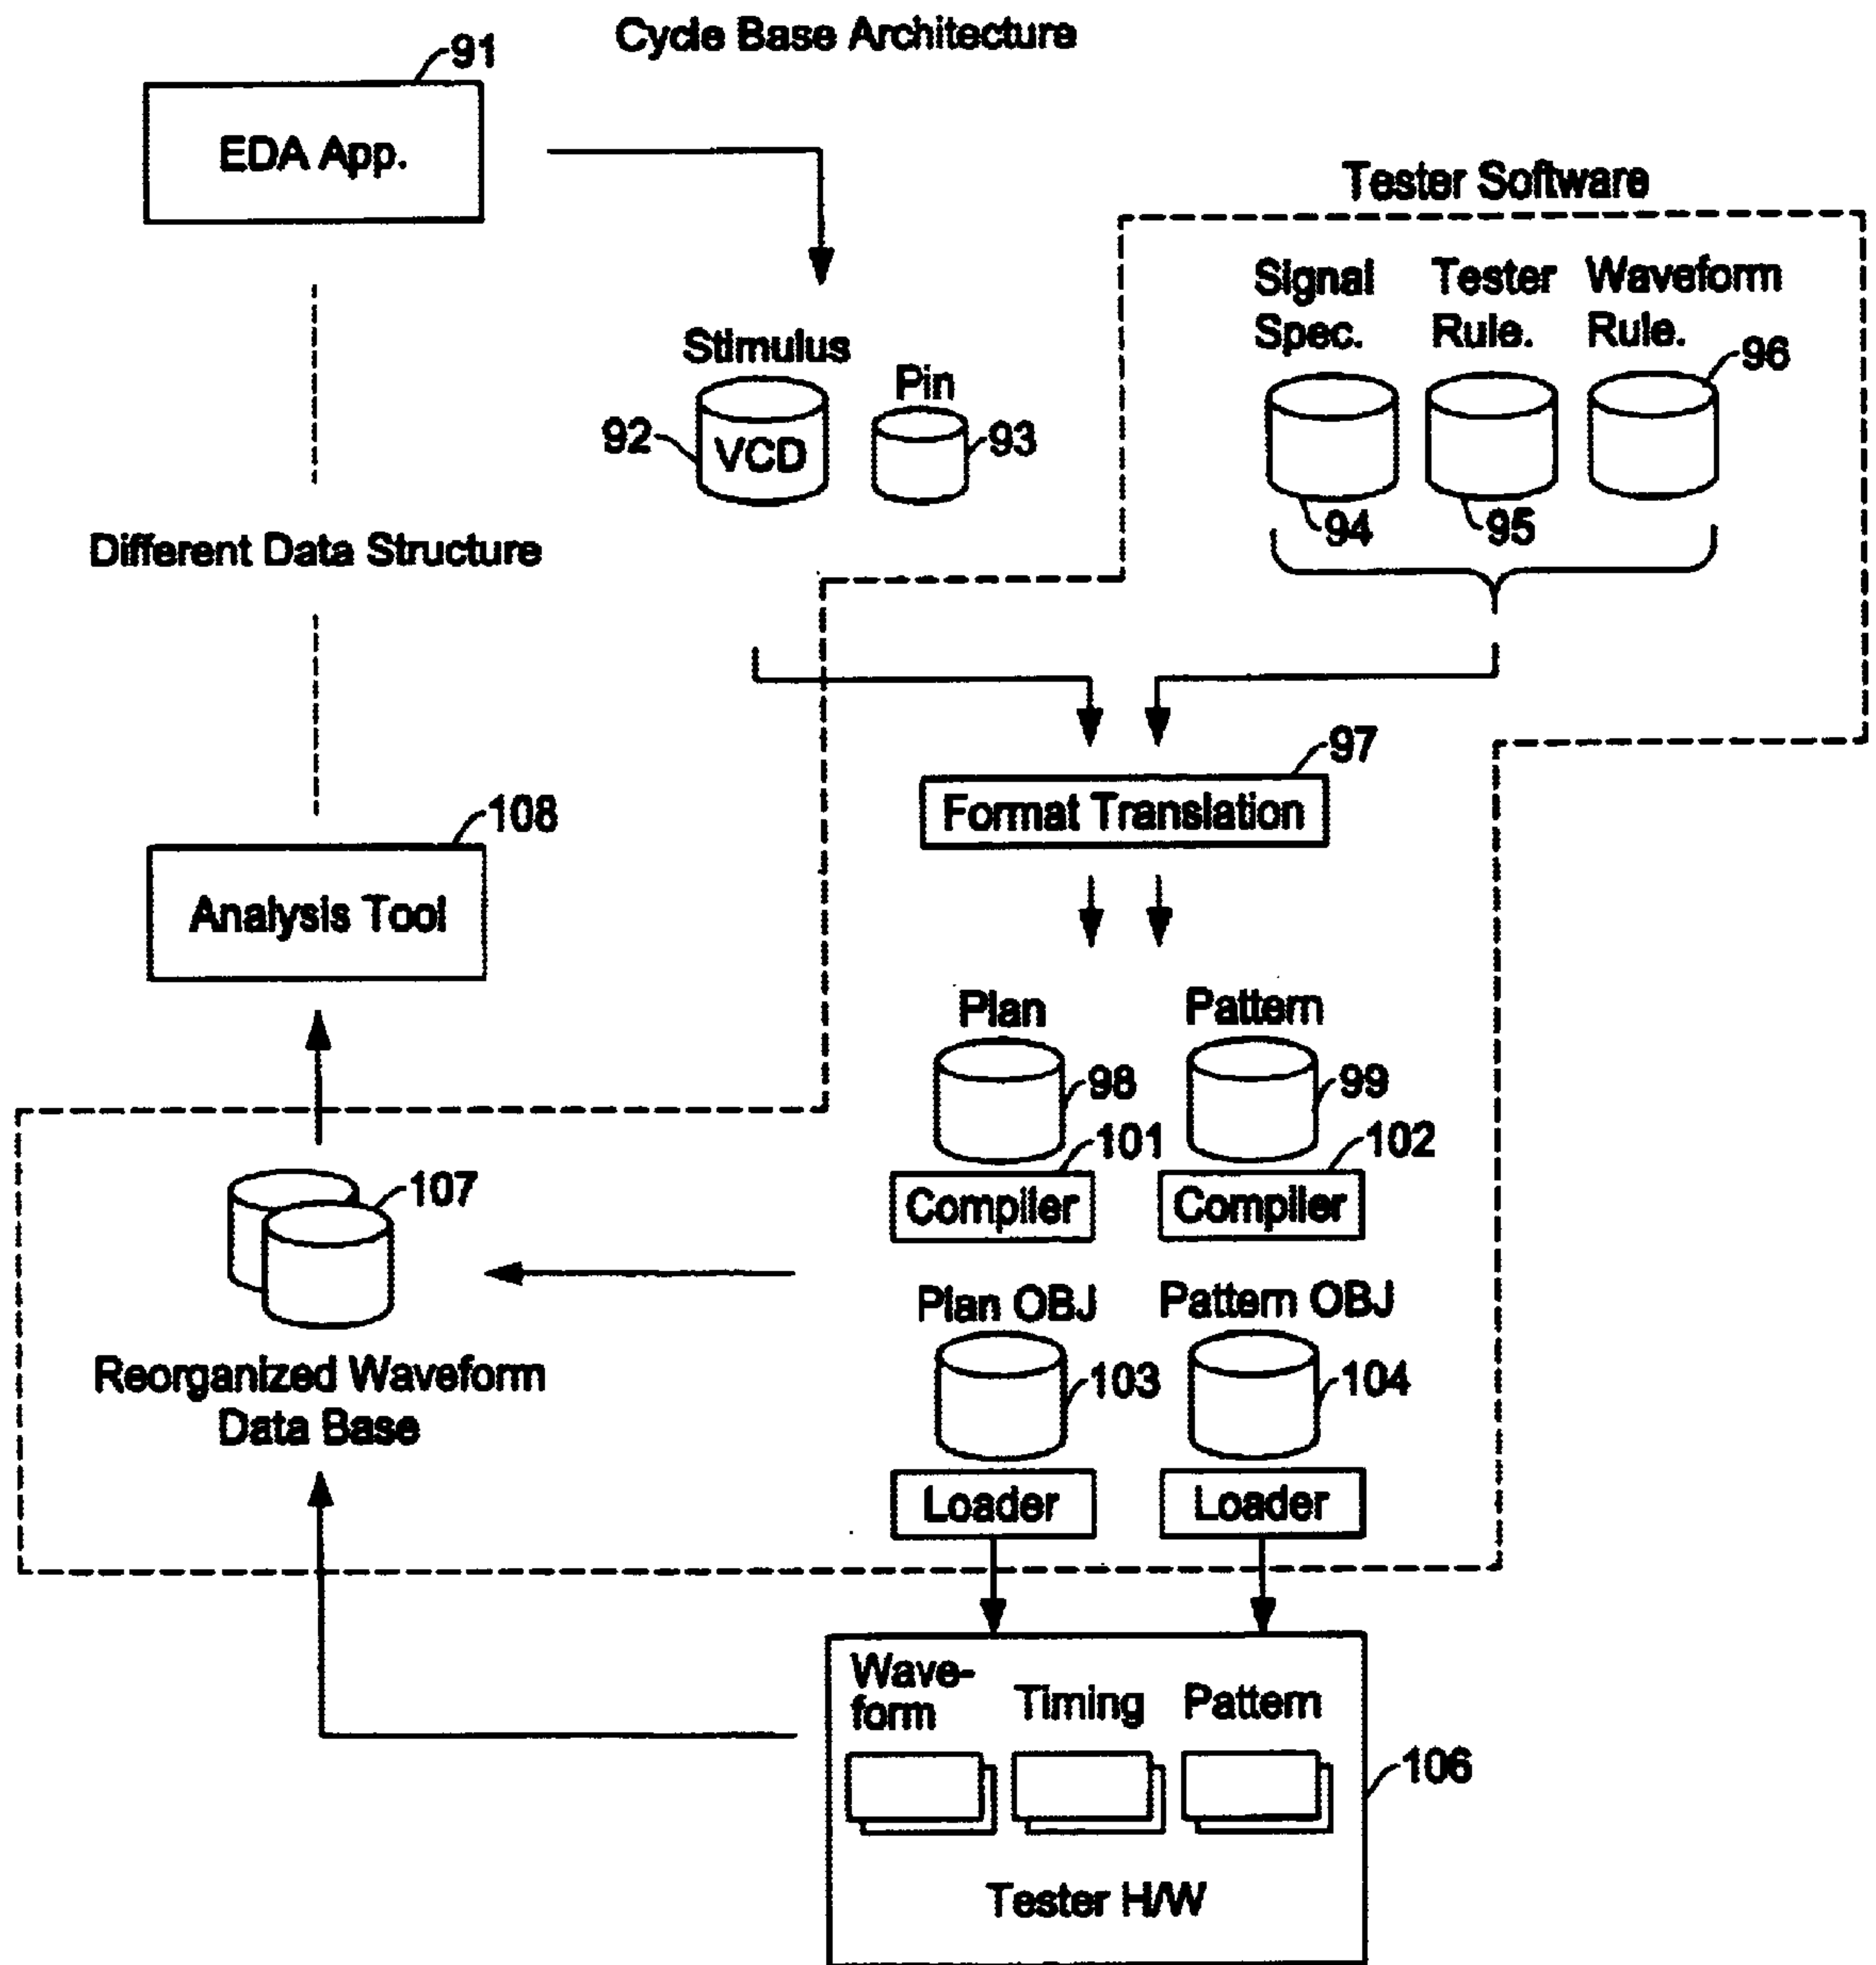 Cycle Base Architecture
91
EDA App.
Tester Software
Signal
Spec.
Tester
Rule.
Waveform
Rule.
96
Stimulus
Pin
92
VCD
93
94
95
Different Data Structure
97
Format Translation
108
Analysis Tool
Plan
Pattern
98
99
101
102
Compiler
Compiler
107
Plan OBJ
Pattern OBJ
103
104
Reorganized Waveform
Data Base
Loader
Loader
Wave-
form
Timing
Pattern
106
Tester H/W